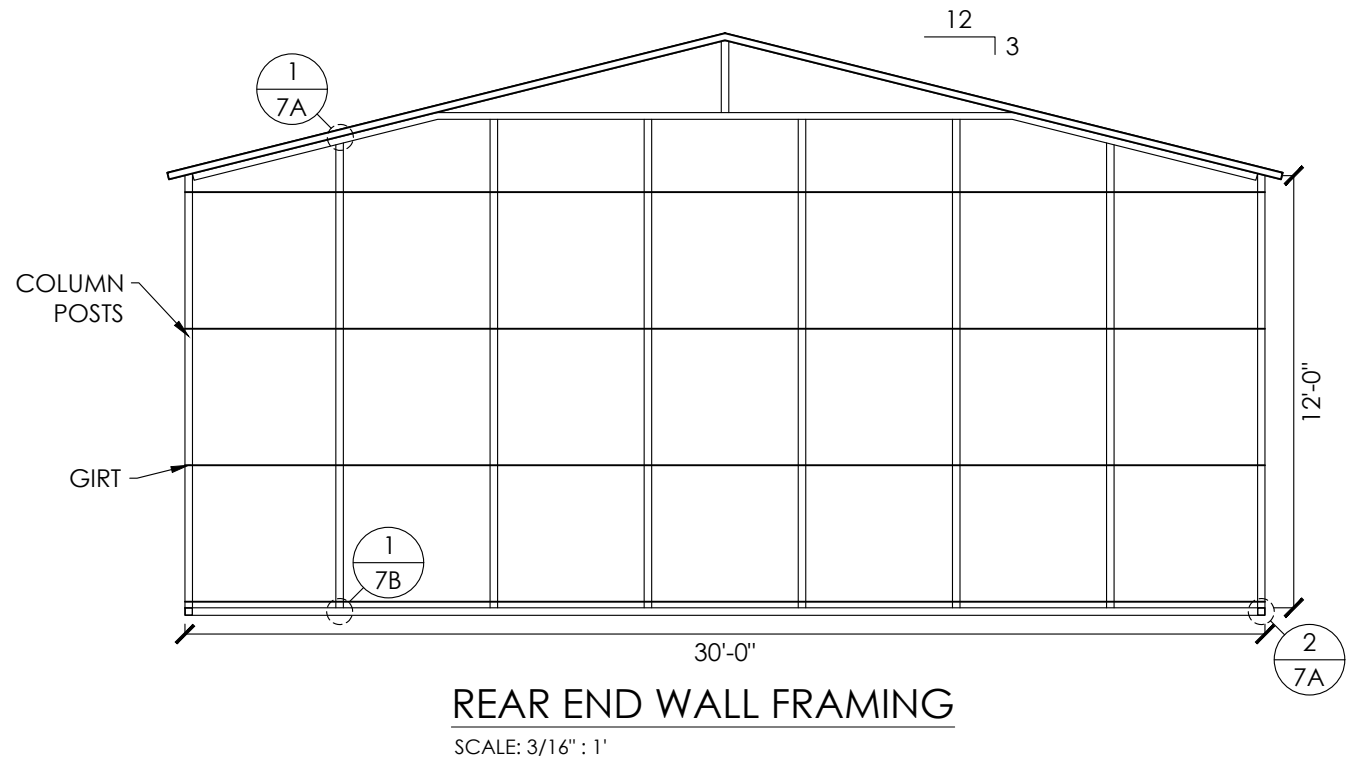 12
3
1
7A
COLUMN
POSTS
12'-0"
GIRT
1
7B
30'-0"
2
7A
REAR END WALL FRAMING
SCALE: 3/16" : 1'